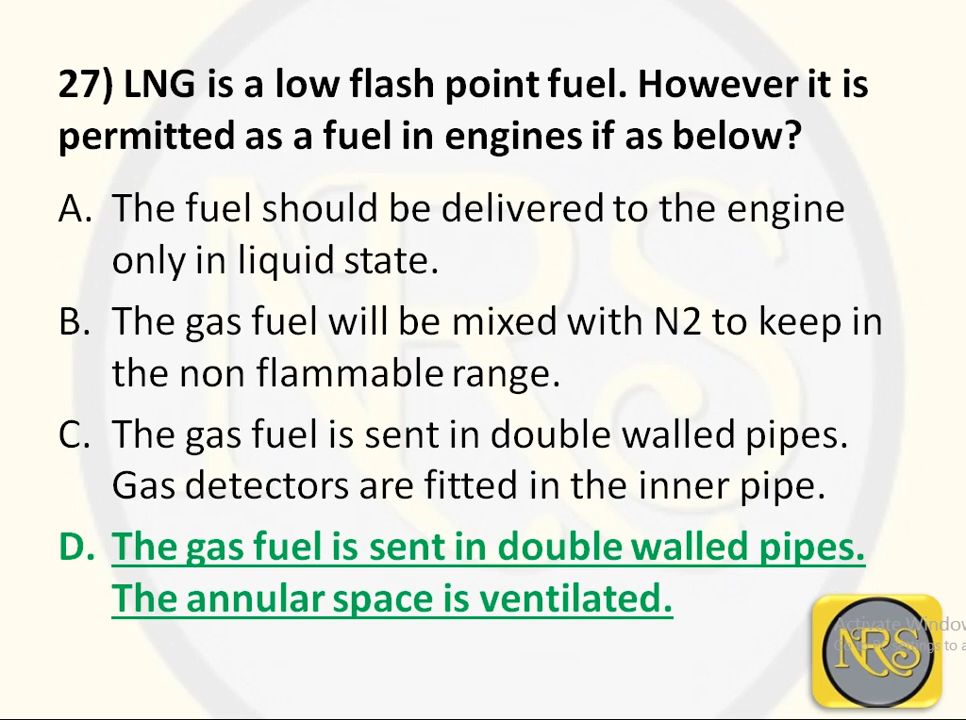 27) LNG is a low flash point fuel. However it is
permitted as a fuel in engines if as below?
A. The fuel should be delivered to the engine
only in liquid state.
B. The gas fuel will be mixed with N2 to keep in
the non flammable range.
C. The gas fuel is sent in double walled pipes.
Gas detectors are fitted in the inner pipe.
D. The gas fuel is sent in double walled pipes.
The annular space is ventilated.
Activate Window
NRS